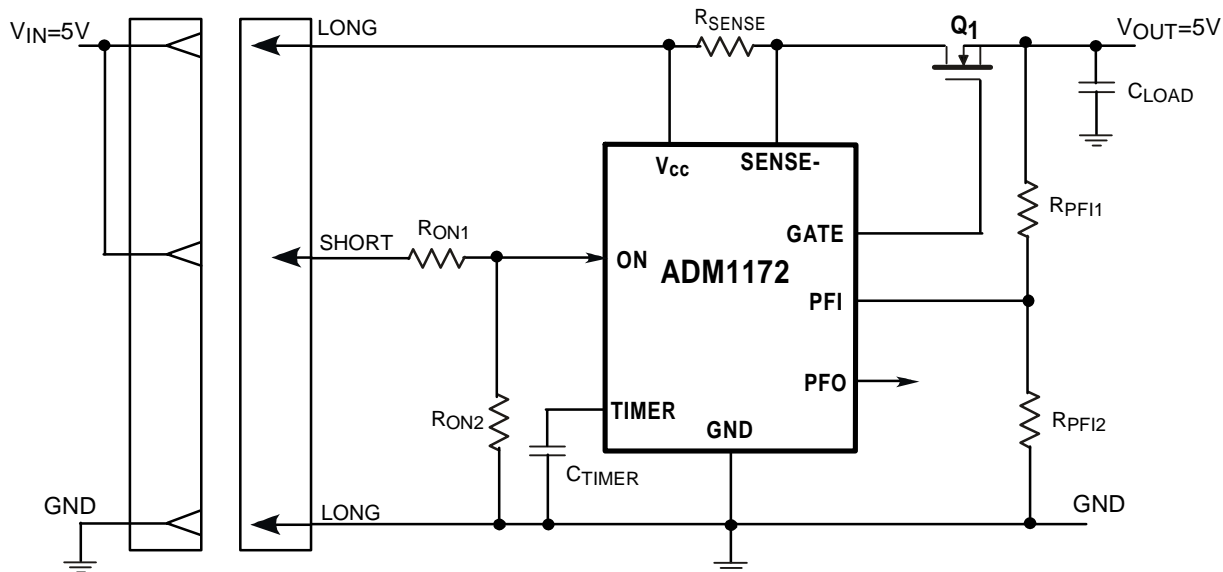 LONG
RSENSE
Q1
VIN=5V
VOUT=5V
CLOAD
Vcc
SENSE-
RPFI1
RON1
GATE
SHORT
ON
ADM1172
PFI
PFO
RON2
TIMER
GND
RPFI2
CTIMER
GND
GND
LONG